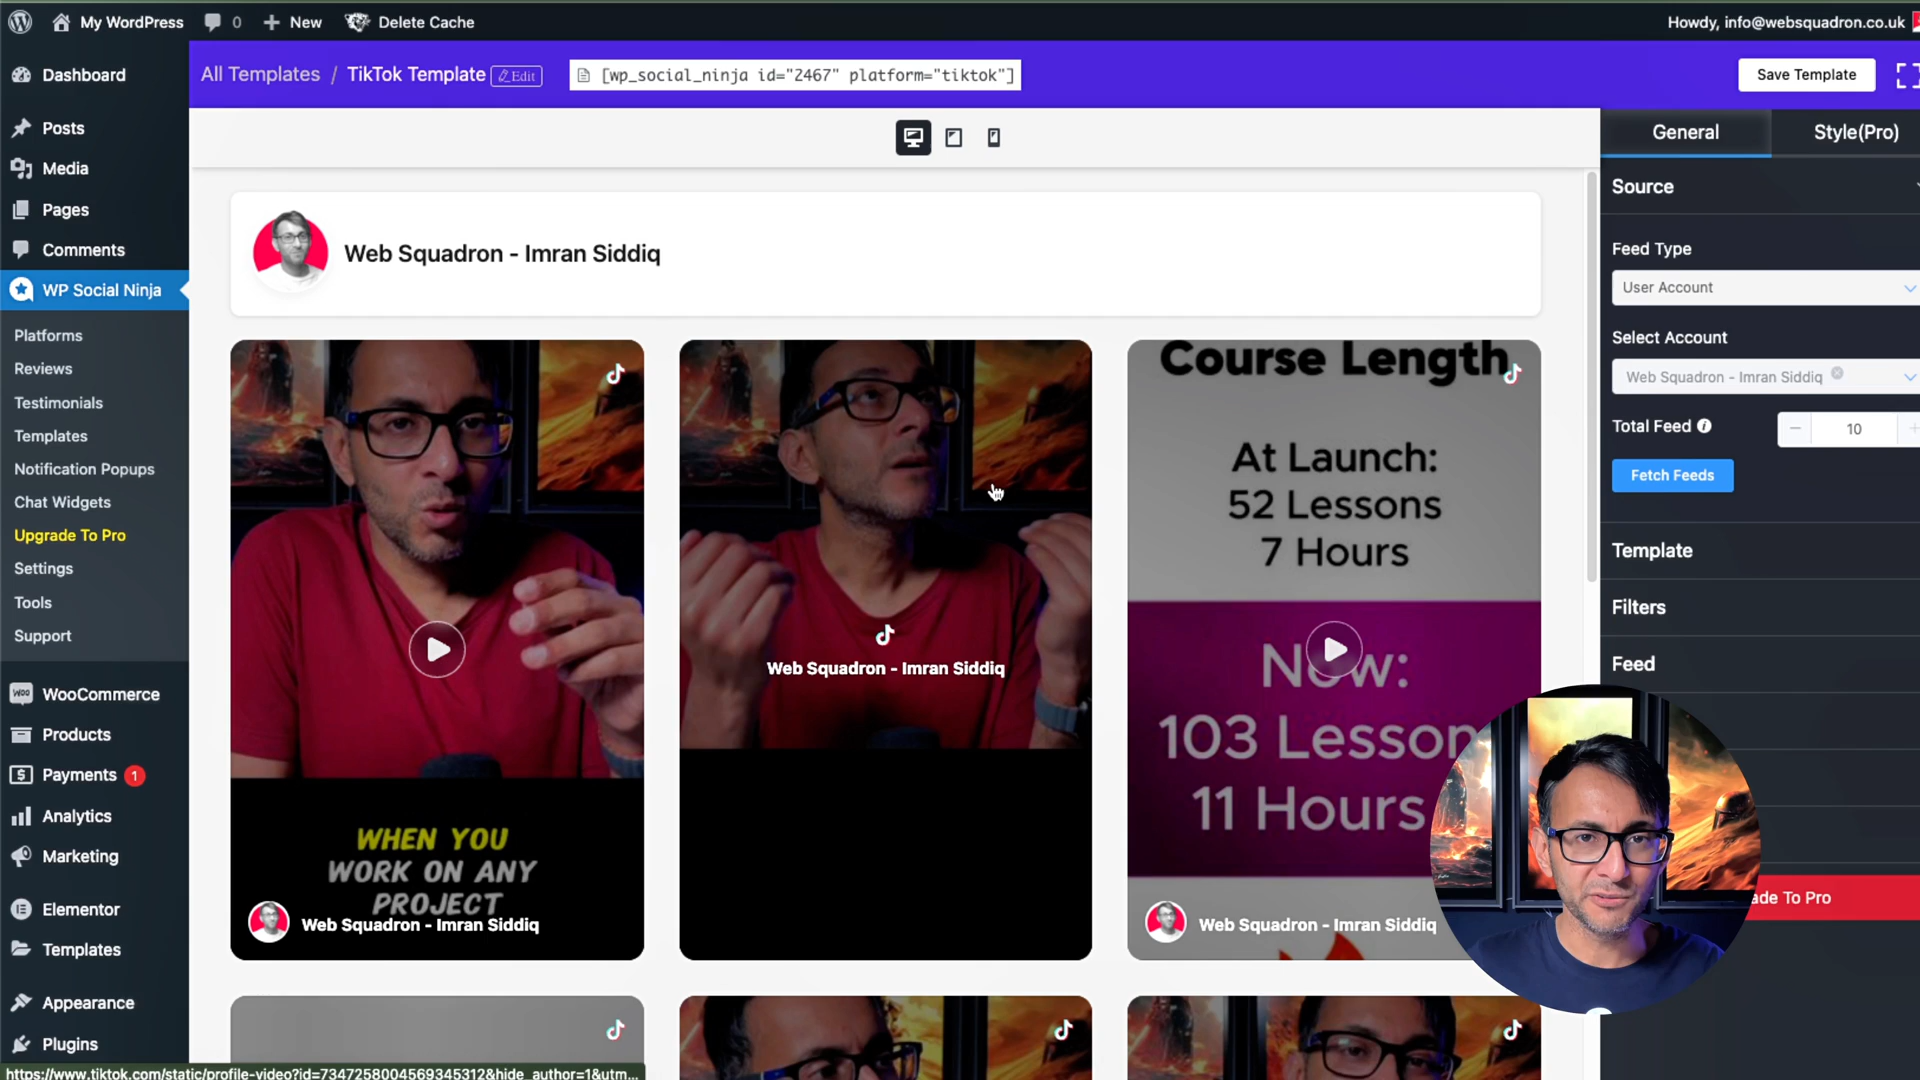 My WordPress
0
New
Delete Cache
Howdy, info@websquadron.co.uk
Dashboard
Posts
Media
Pages
Comments
WP Social Ninja
Platforms
Reviews
Testimonials
Templates
Notification Popups
Chat Widgets
Upgrade To Pro
Settings
Tools
Support
WooCommerce
Products
Payments 1
Analytics
Marketing
Elementor
Templates
Appearance
Plugins
All Templates / TikTok Template Edit
[wp_social_ninja id="2467" platform="tiktok"]
Save Template
Web Squadron - Imran Siddiq
WHEN YOU
WORK ON ANY
PROJECT
Web Squadron - Imran Siddiq
Web Squadron - Imran Siddiq
Course Length
At Launch:
52 Lessons
7 Hours
Now:
103 Lesson
11 Hours
Web Squadron - Imran Siddiq
General
Style(Pro)
Source
Feed Type
User Account
Select Account
Web Squadron - Imran Siddiq
Total Feed
10
Fetch Feeds
Template
Filters
Feed
ade To Pro
https://www.tiktok.com/static/profile-video?id=7347258004569345312&hide_author=1&utm...